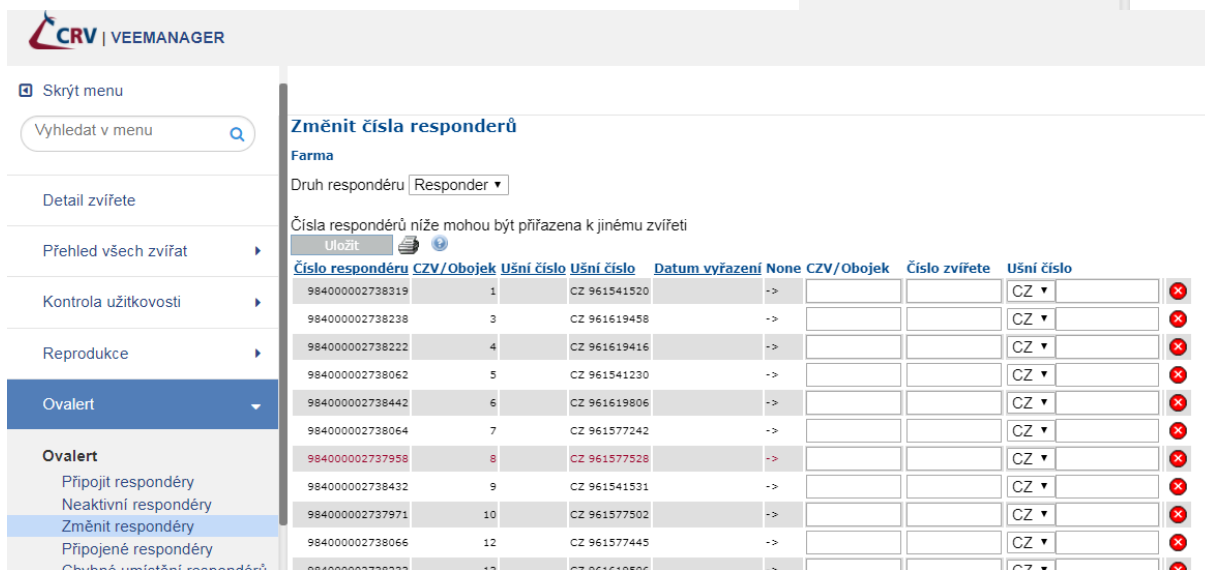 CRV | VEEMANAGER
Skrýt menu
Vyhledat v menu
Detail zvířete
Přehled všech zvířat
Kontrola užitkovosti
Reprodukce
Ovalert
Ovalert
Připojit respondéry
Neaktivní respondéry
Změnit respondéry
Připojené respondéry
Chybné umístění respondérů
Změnit čísla responderů
Farma
Druh respondéru Responder
Čísla respondérů níže mohou být přiřazena k jinému zvířeti
Uložit
Číslo respondéru CZV/Obojek Ušní číslo Ušní číslo Datum vyřazení None CZV/Obojek Číslo zvířete Ušní číslo
984000002738319 1 CZ 961541520 -> CZ
984000002738238 3 CZ 961619458 -> CZ
984000002738222 4 CZ 961619416 -> CZ
984000002738062 5 CZ 961541230 -> CZ
984000002738442 6 CZ 961619806 -> CZ
984000002738064 7 CZ 961577242 -> CZ
984000002737958 8 CZ 961577528 -> CZ
984000002738432 9 CZ 961541531 -> CZ
984000002737971 10 CZ 961577502 -> CZ
984000002738066 12 CZ 961577445 -> CZ
CZ